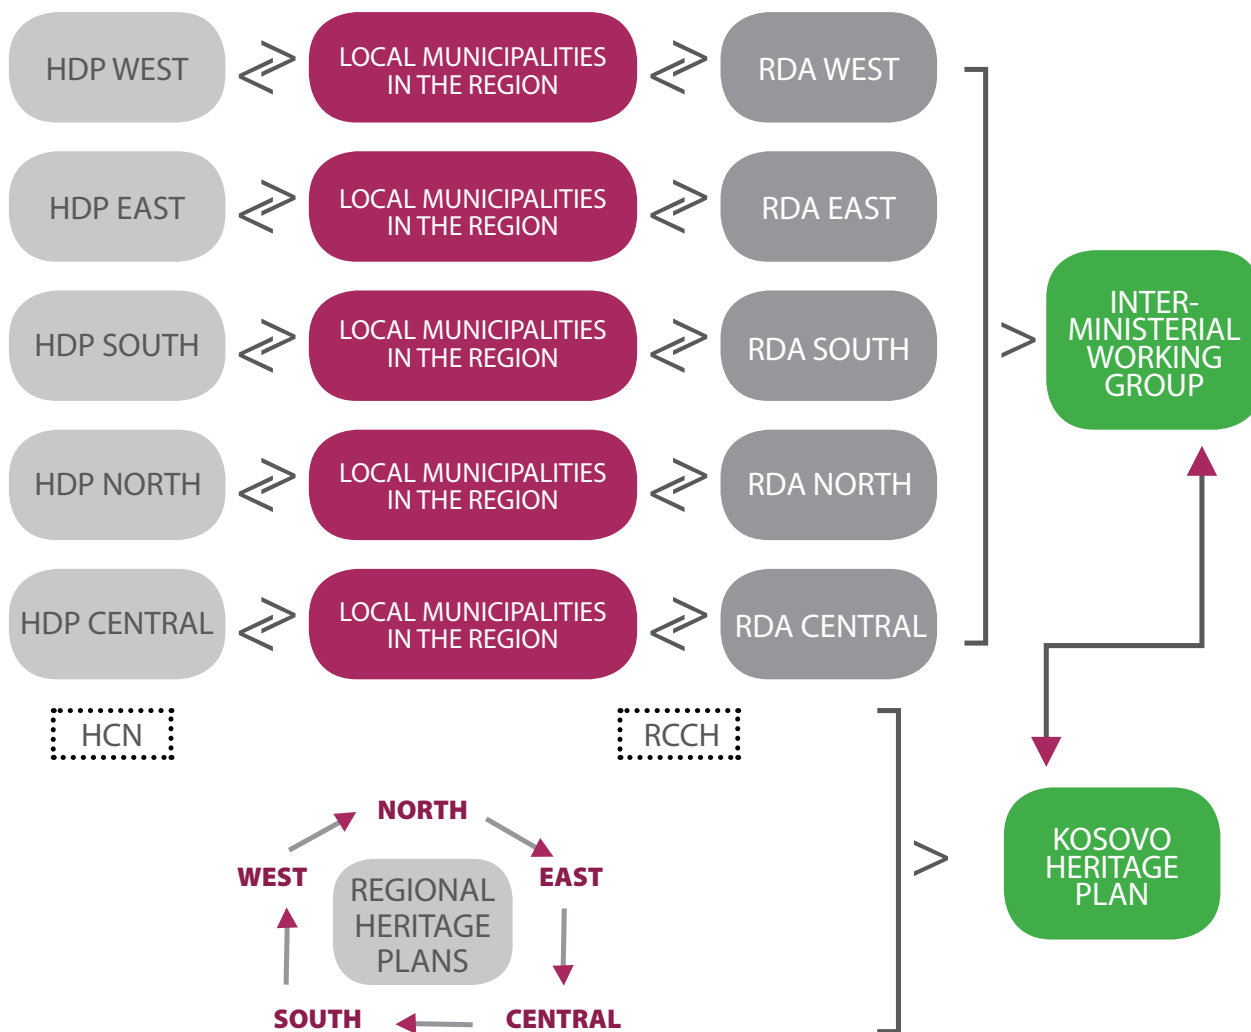 HDP WEST
LOCAL MUNICIPALITIES
IN THE REGION
RDA WEST
HDP EAST
LOCAL MUNICIPALITIES
IN THE REGION
RDA EAST
HDP SOUTH
LOCAL MUNICIPALITIES
IN THE REGION
RDA SOUTH
HDP NORTH
LOCAL MUNICIPALITIES
IN THE REGION
RDA NORTH
HDP CENTRAL
LOCAL MUNICIPALITIES
IN THE REGION
RDA CENTRAL
INTER-
MINISTERIAL
WORKING
GROUP
HCN
RCCH
NORTH
WEST
EAST
REGIONAL
HERITAGE
PLANS
SOUTH
CENTRAL
KOSOVO
HERITAGE
PLAN